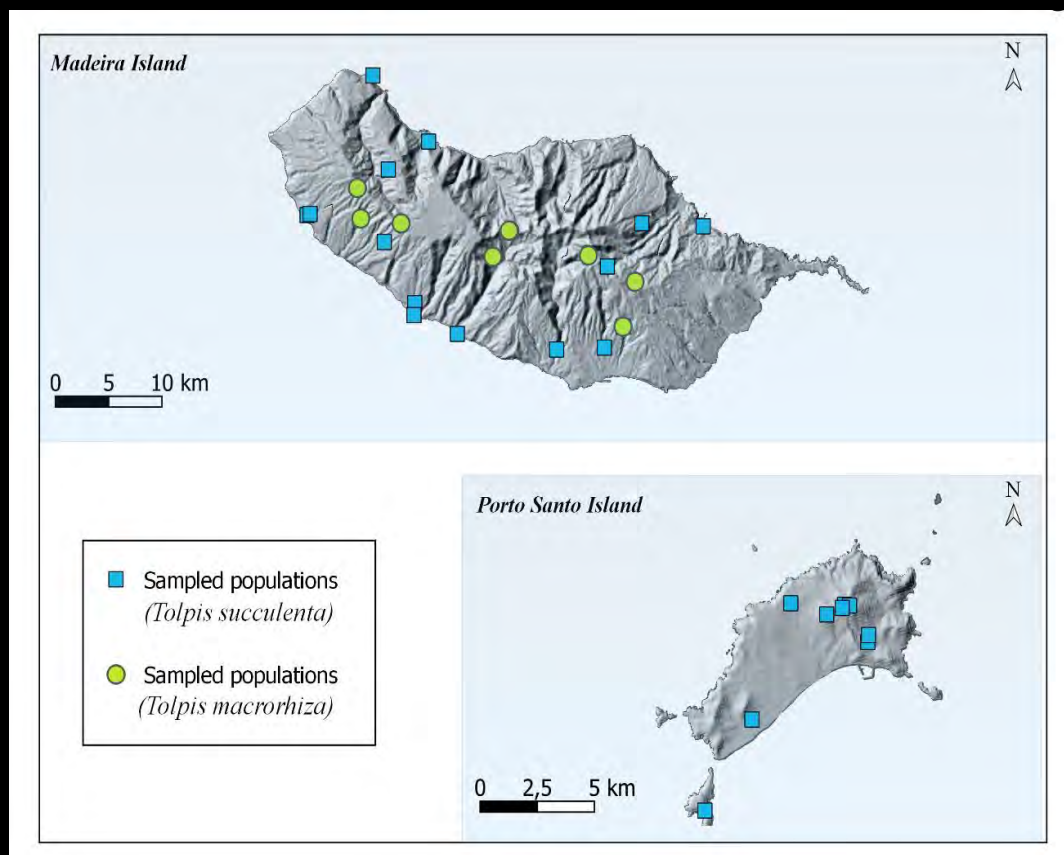 Madeira Island
N
0 5 10 km
Porto Santo Island
N
Sampled populations
(Tolpis succulenta)
Sampled populations
(Tolpis macrorhiza)
0 2,5 5 km